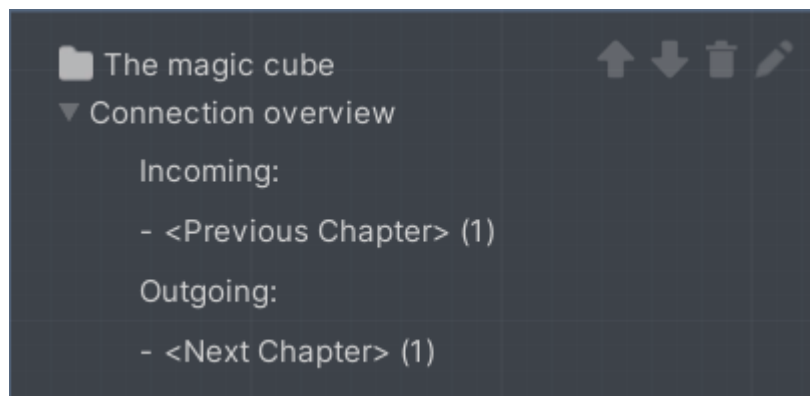 The magic cube
Connection overview
Incoming:
- <Previous Chapter> (1)
Outgoing:
- <Next Chapter> (1)